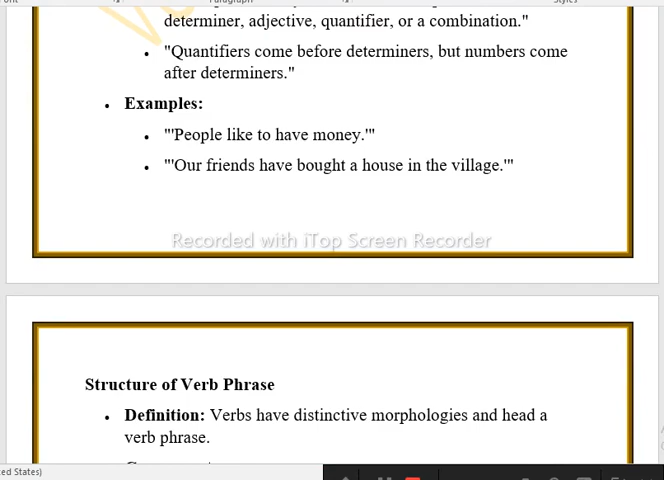 determiner, adjective, quantifier, or a combination."
• "Quantifiers come before determiners, but numbers come
after determiners."
• Examples:
• "'People like to have money.'"
• "'Our friends have bought a house in the village.'"
Recorded with iTop Screen Recorder
Structure of Verb Phrase
• Definition: Verbs have distinctive morphologies and head a
verb phrase.
ed States)